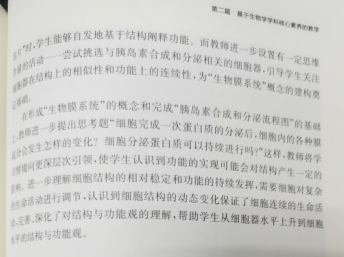 第二篇　基于生物学学科核心素养的教学
时，学生能够自发地基于结构阐释功能。而教师进一步设置有一定思维
含量的活动——尝试挑选与胰岛素合成和分泌相关的细胞器，引导学生关注
细胞器在结构上的相似性和功能上的连续性，为“生物膜系统”概念的建构奠
定基础。
在形成“生物膜系统”的概念和完成“胰岛素合成和分泌流程图”的基础
上，教师进一步提出思考题“细胞完成一次蛋白质的分泌后，细胞内的各种膜
成分会发生怎样的变化？细胞分泌蛋白质可以持续进行吗？”这样，教师将学
习情境向更深层次引领，使学生认识到功能的实现可能会对结构产生一定的
影响。进一步理解细胞结构的相对稳定和功能的持续发挥，需要细胞对复杂
的生命活动进行调节，认识到细胞结构的动态变化保证了细胞连续的生命活
动，完善、深化了对结构与功能观的理解，帮助学生从细胞器水平上升到细胞
水平的结构与功能观。